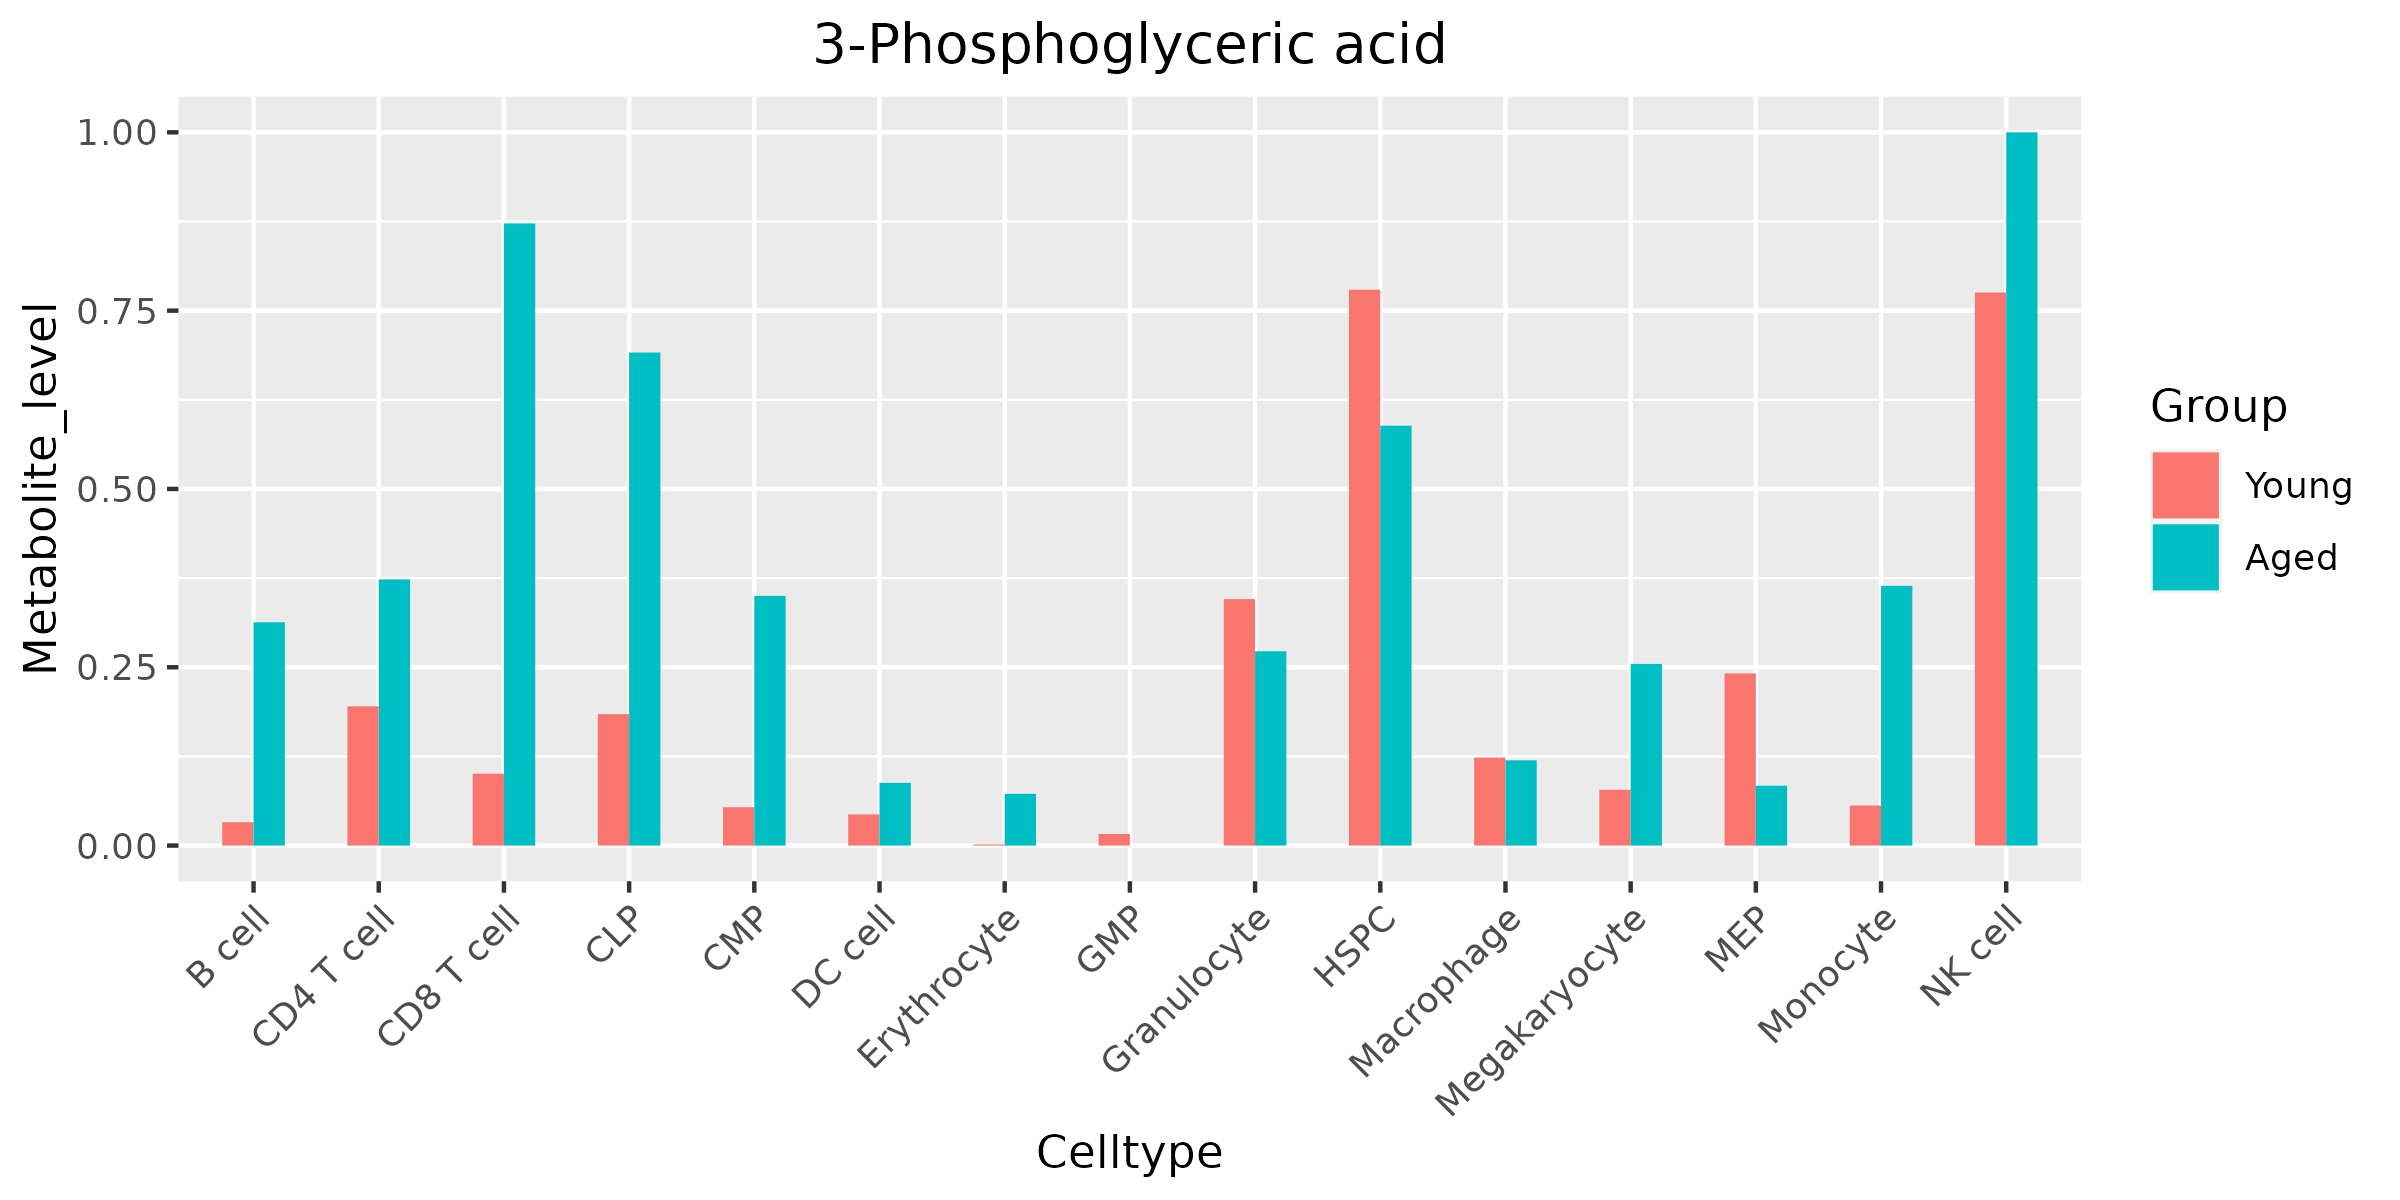 3-Phosphoglyceric acid
Metabolite_level
1.00
0.75
0.50
0.25
0.00
B cell
CD4 T cell
CD8 T cell
CLP
CMP
DC cell
Erythrocyte
GMP
Granulocyte
HSPC
Macrophage
Megakaryocyte
MEP
Monocyte
NK cell
Celltype
Group
Young
Aged